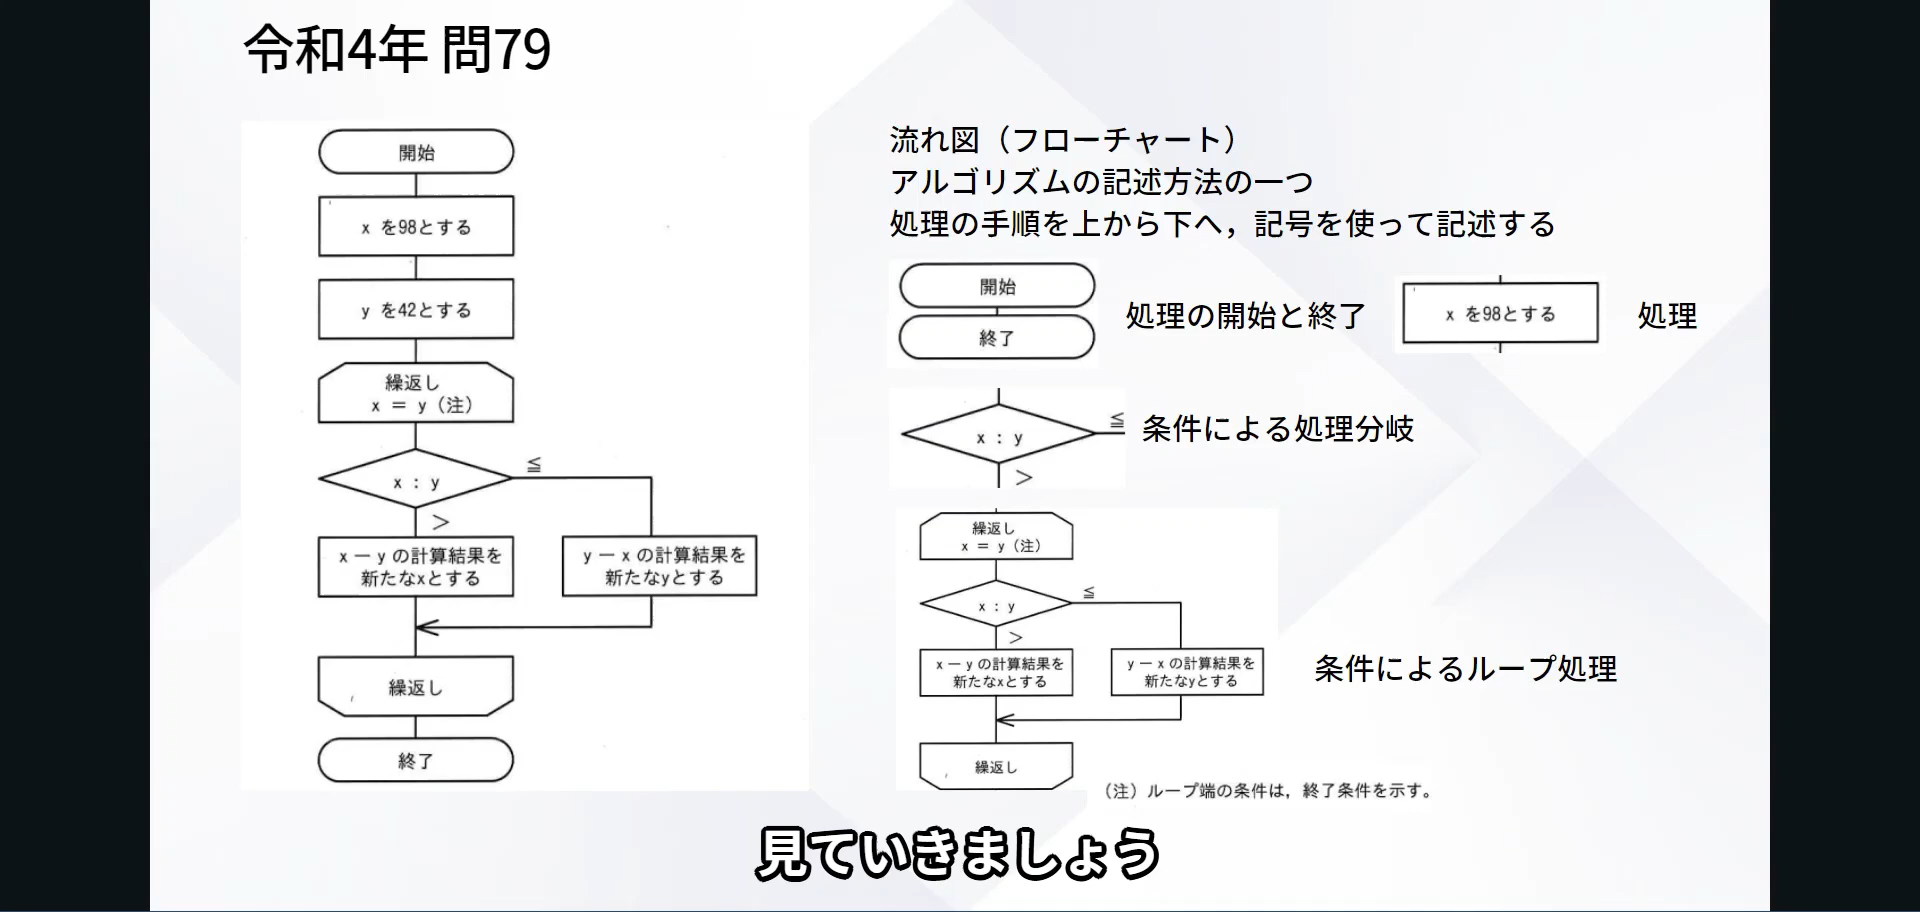 令和4年 問79
開始
x を98とする
y を42とする
繰返し
x = y（注）
x : y
≦
>
x － y の計算結果を
新たなxとする
y － x の計算結果を
新たなyとする
繰返し
終了
流れ図（フローチャート）
アルゴリズムの記述方法の一つ
処理の手順を上から下へ，記号を使って記述する
開始
終了
処理の開始と終了
x を98とする
処理
x : y
≦
>
条件による処理分岐
繰返し
x = y（注）
x : y
≦
>
x － y の計算結果を
新たなxとする
y － x の計算結果を
新たなyとする
繰返し
条件によるループ処理
（注）ループ端の条件は，終了条件を示す。
見ていきましょう